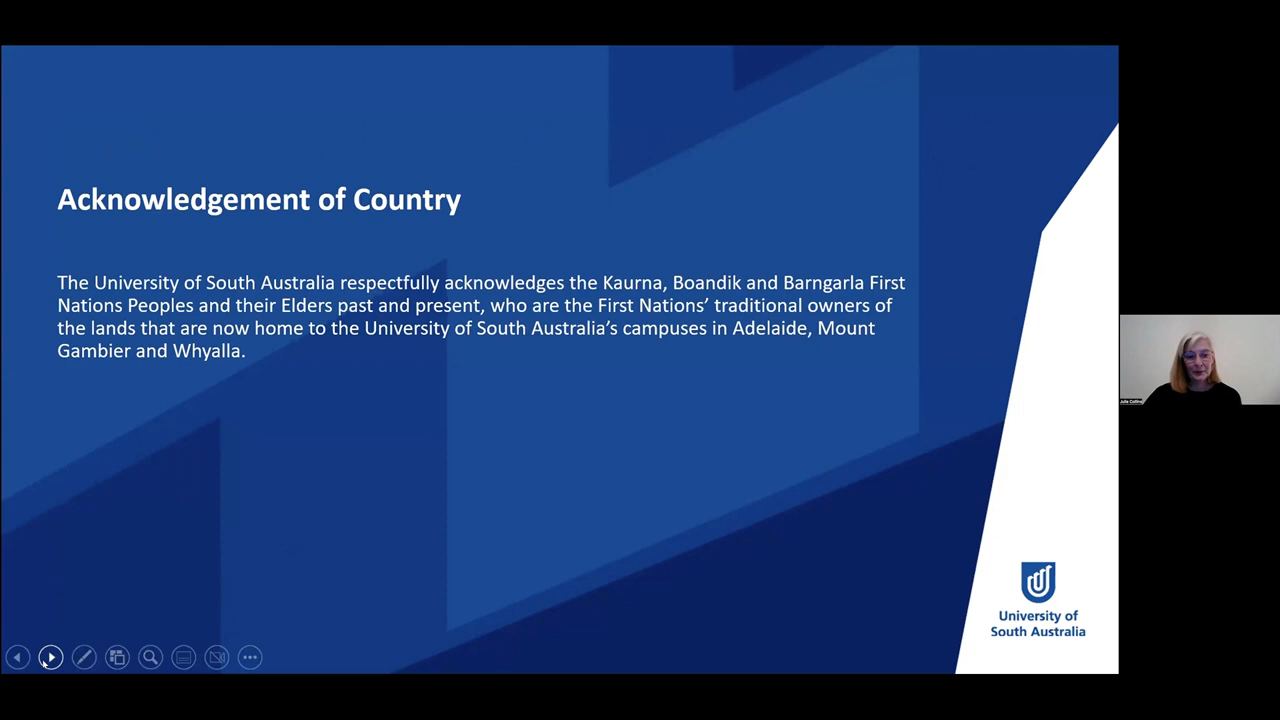 Acknowledgement of Country
The University of South Australia respectfully acknowledges the Kaurna, Boandik and Barngarla First
Nations Peoples and their Elders past and present, who are the First Nations’ traditional owners of
the lands that are now home to the University of South Australia’s campuses in Adelaide, Mount
Gambier and Whyalla.
Julie Collins
University of
South Australia